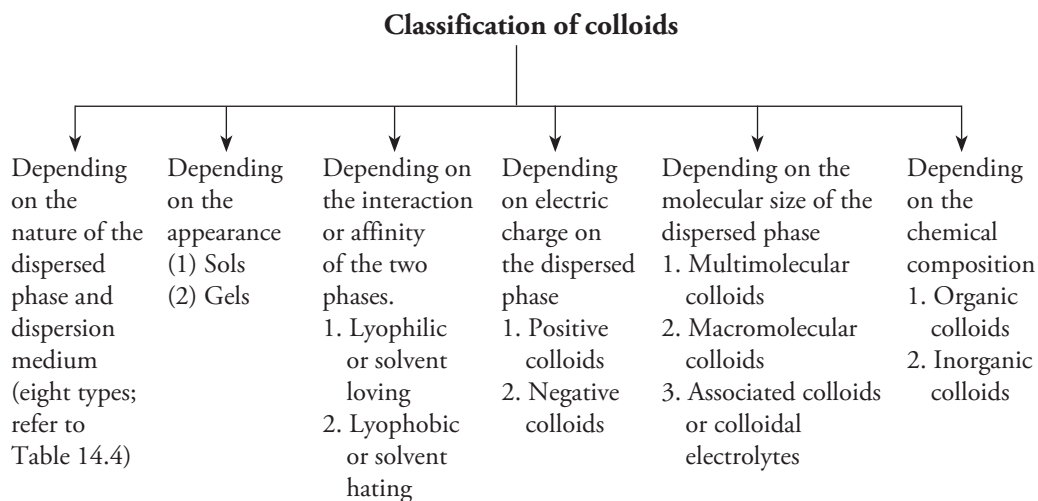 Classification of colloids
Depending
on the
nature of the
dispersed
phase and
dispersion
medium
(eight types;
refer to
Table 14.4)
Depending
on the
appearance
(1) Sols
(2) Gels
Depending on
the interaction
or affinity
of the two
phases.
1. Lyophilic
or solvent
loving
2. Lyophobic
or solvent
hating
Depending
on electric
charge on
the dispersed
phase
1. Positive
colloids
2. Negative
colloids
Depending on the
molecular size of the
dispersed phase
1. Multimolecular
colloids
2. Macromolecular
colloids
3. Associated colloids
or colloidal
electrolytes
Depending
on the
chemical
composition
1. Organic
colloids
2. Inorganic
colloids